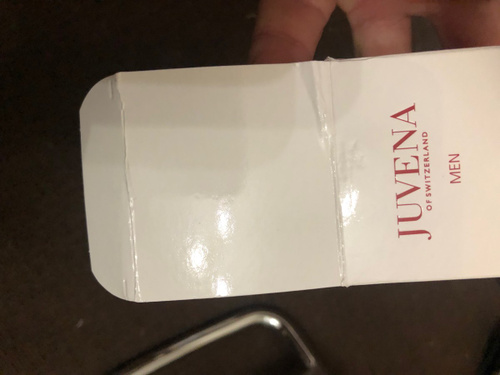 JUVENA
OF SWITZERLAND
MEN